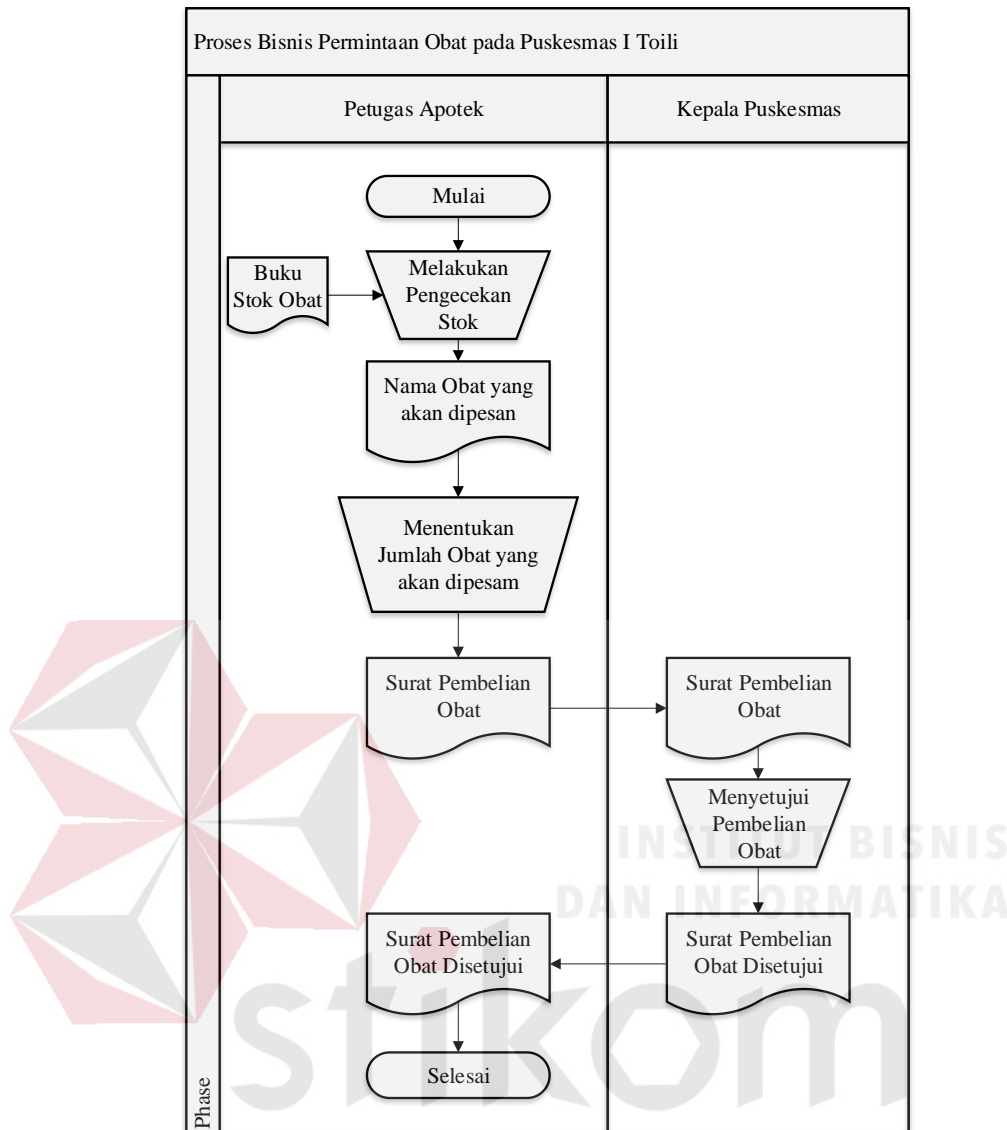 Proses Bisnis Permintaan Obat pada Puskesmas I Toili
Petugas Apotek
Kepala Puskesmas
Mulai
Buku
Stok Obat
Melakukan
Pengecekan
Stok
Nama Obat yang
akan dipesan
Menentukan
Jumlah Obat yang
akan dipesam
Surat Pembelian
Obat
Surat Pembelian
Obat
Menyetujui
Pembelian
Obat
INSTITUT BISNIS
DAN INFORMATIKA
Surat Pembelian
Obat Disetujui
Surat Pembelian
Obat Disetujui
stikom
Selesai
Phase